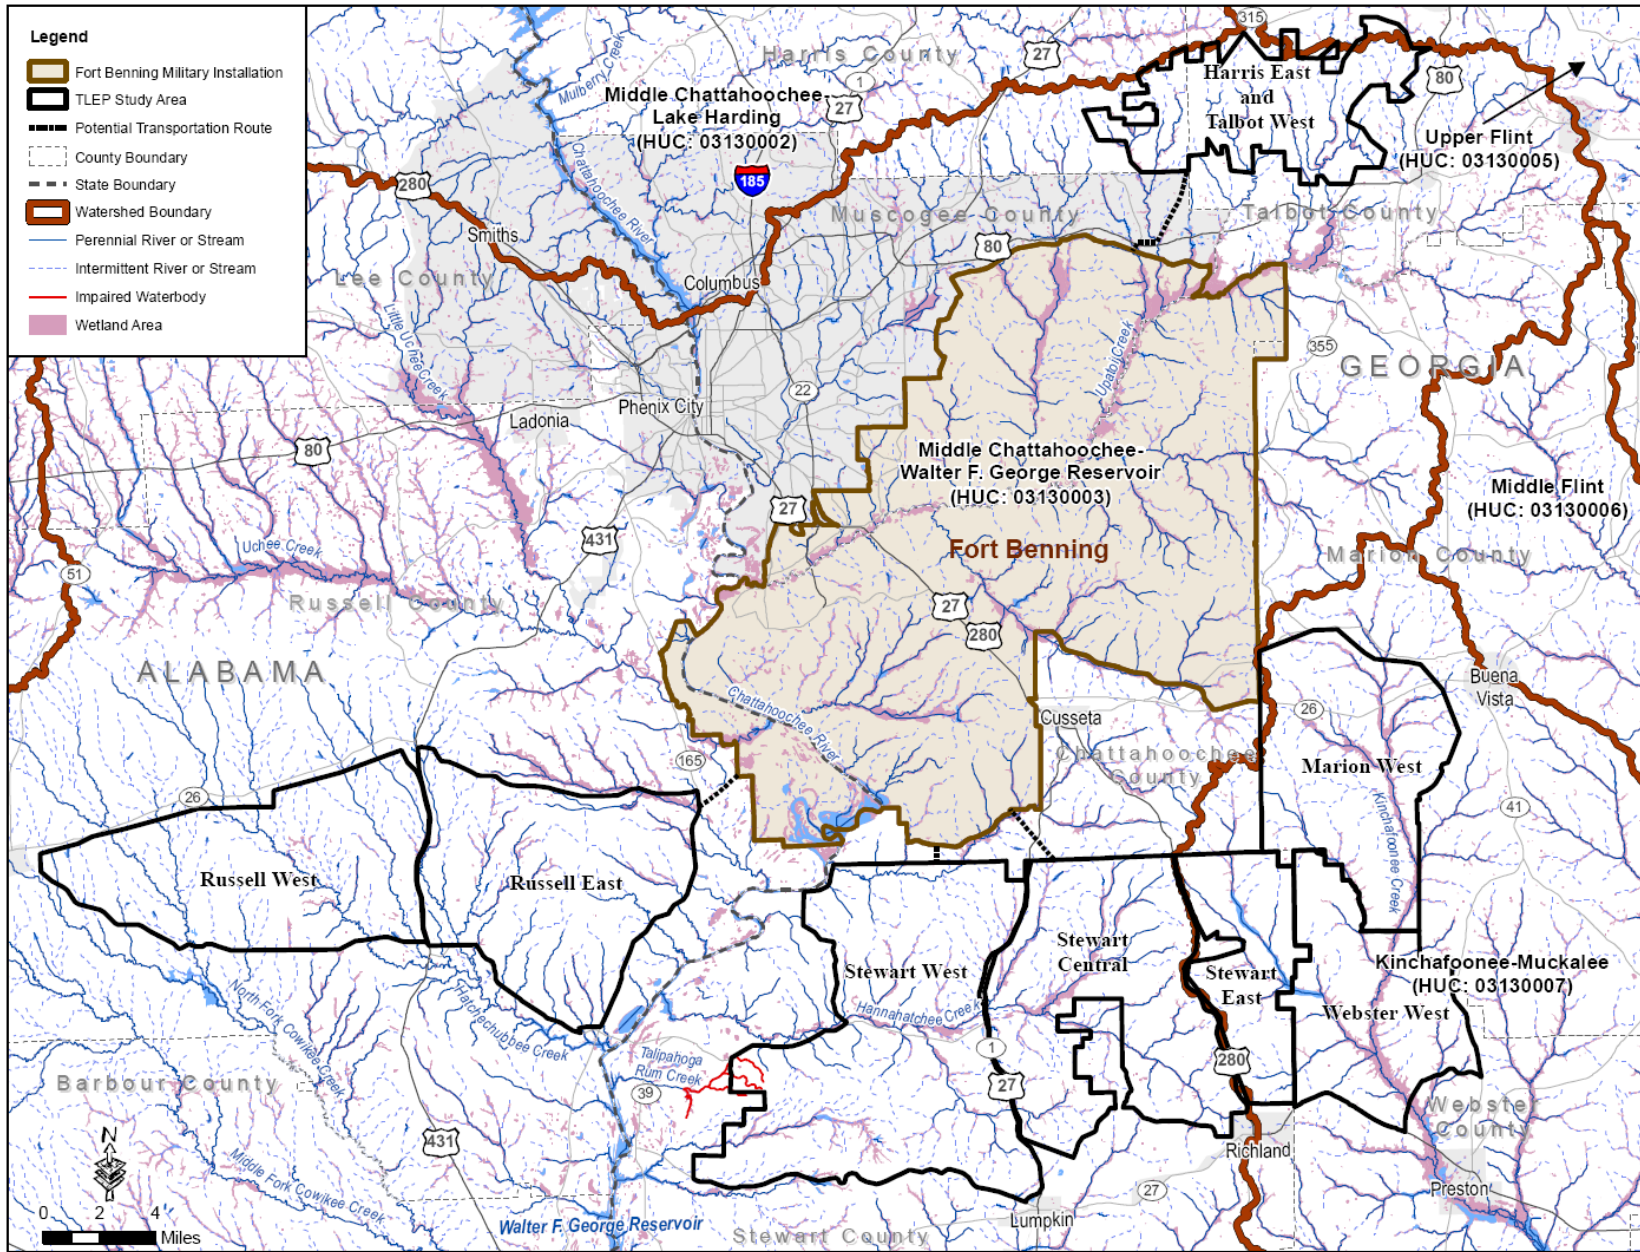 Legend
Fort Benning Military Installation
TLEP Study Area
Potential Transportation Route
County Boundary
State Boundary
Watershed Boundary
Perennial River or Stream
Intermittent River or Stream
Impaired Waterbody
Wetland Area
Harris County
315
27
1
27
80
Mulberry Creek
Middle Chattahoochee-
Lake Harding
(HUC: 03130002)
Harris East
and
Talbot West
Upper Flint
(HUC: 03130005)
185
280
Chattahoochee River
Muscogee County
Talbot County
80
Smiths
Lee County
Columbus
Little Uchee Creek
Upatoi Creek
355
GEORGIA
22
Phenix City
Ladonia
80
Middle Chattahoochee-
Walter F. George Reservoir
(HUC: 03130003)
Middle Flint
(HUC: 03130006)
27
431
Uchee Creek
Fort Benning
Marion County
51
Russell County
27
280
ALABAMA
Buena
Vista
Chattahoochee River
26
Cusseta
165
Chattahoochee
County
Marion West
26
41
Kinchafoonee Creek
Russell West
Russell East
Stewart
Central
Stewart West
Stewart
East
Kinchafoonee-Muckalee
(HUC: 03130007)
Webster West
North Fork Cowikee Creek
Hatchechubbee Creek
Hannahatchee Creek
1
27
280
Talipahoga
Rum Creek
39
Barbour County
Webster
County
431
N
Richland
Middle Fork Cowikee Creek
27
Preston
0 2 4
Miles
Walter F. George Reservoir
Lumpkin
Stewart County